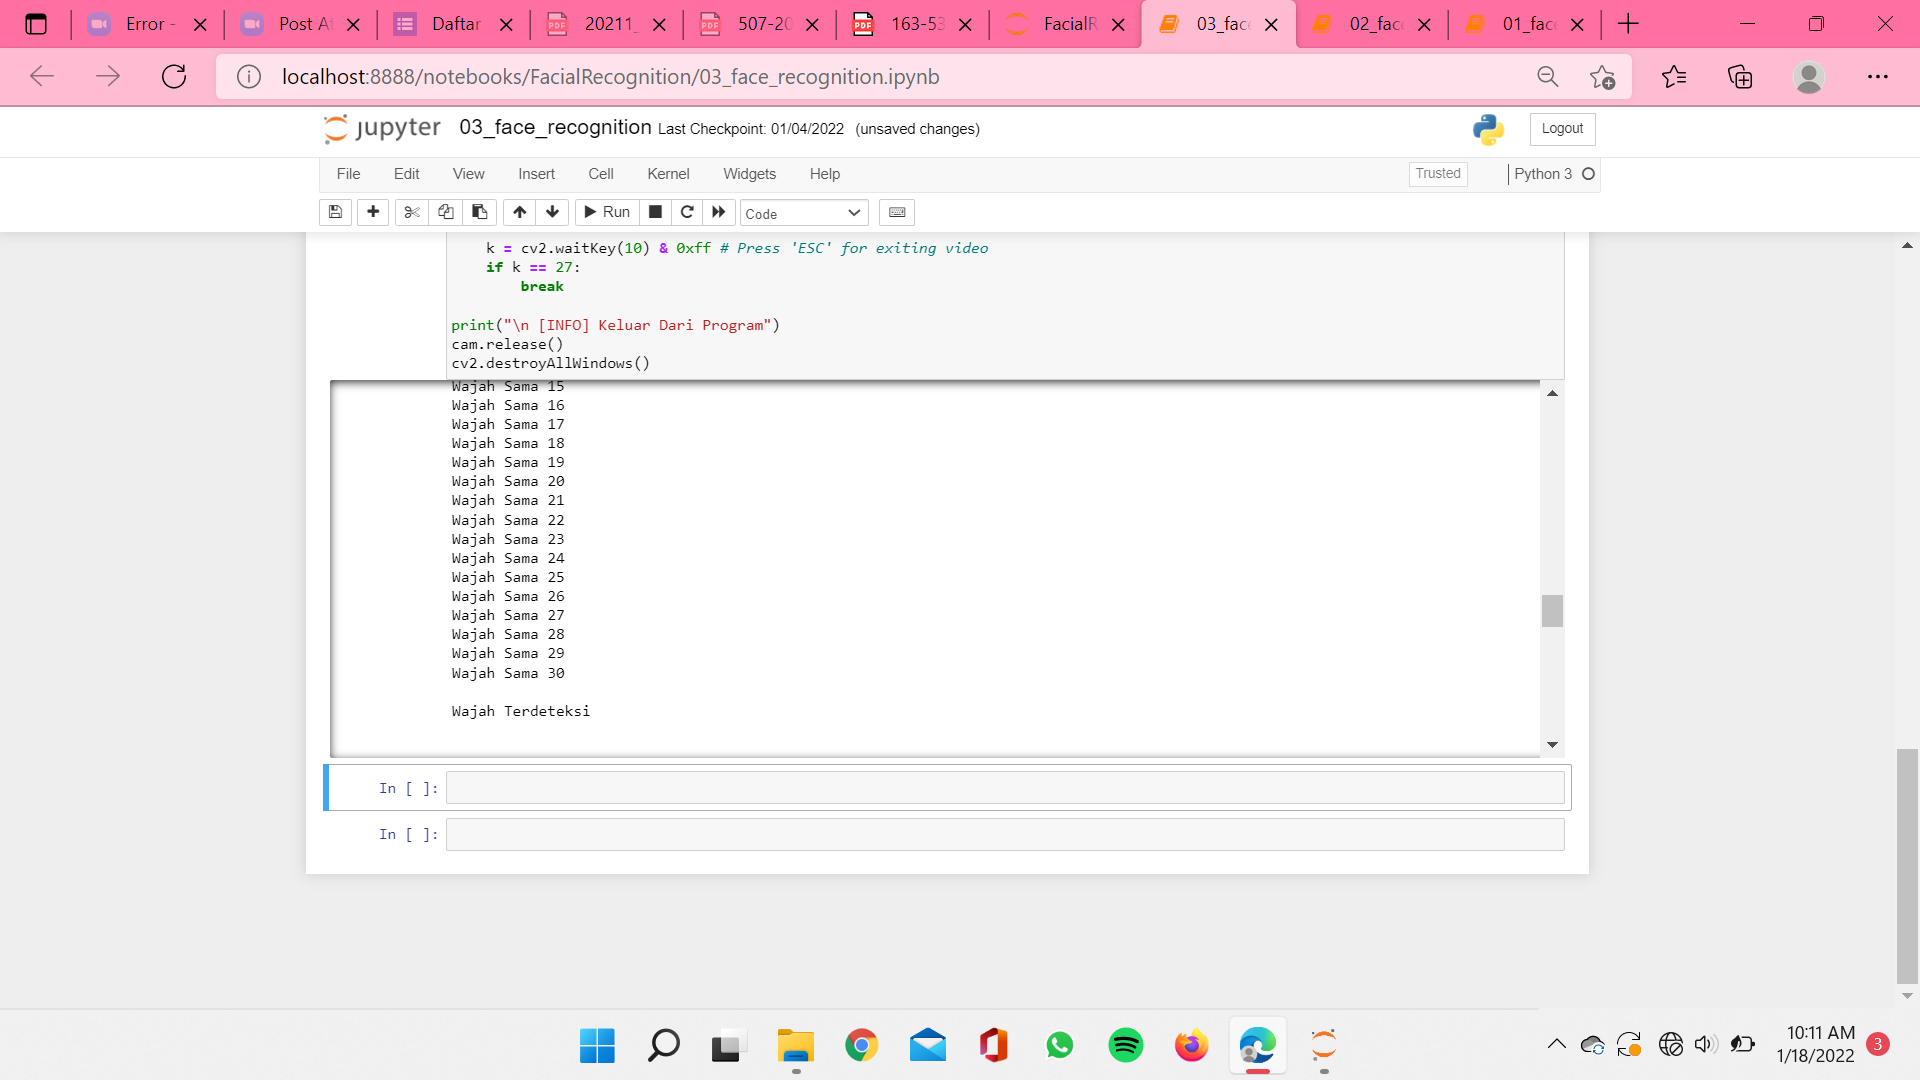 Error -
Post At
Daftar
20211_
507-20
163-53
FacialR
03_face
02_face
01_face
localhost:8888/notebooks/FacialRecognition/03_face_recognition.ipynb
jupyter 03_face_recognition Last Checkpoint: 01/04/2022 (unsaved changes)
Logout
File Edit View Insert Cell Kernel Widgets Help
Trusted
Python 3
Run
Code
k = cv2.waitKey(10) & 0xff # Press 'ESC' for exiting video
if k == 27:
break
print("\n [INFO] Keluar Dari Program")
cam.release()
cv2.destroyAllWindows()
Wajah Sama 15
Wajah Sama 16
Wajah Sama 17
Wajah Sama 18
Wajah Sama 19
Wajah Sama 20
Wajah Sama 21
Wajah Sama 22
Wajah Sama 23
Wajah Sama 24
Wajah Sama 25
Wajah Sama 26
Wajah Sama 27
Wajah Sama 28
Wajah Sama 29
Wajah Sama 30
Wajah Terdeteksi
In [ ]:
In [ ]:
10:11 AM
1/18/2022
3